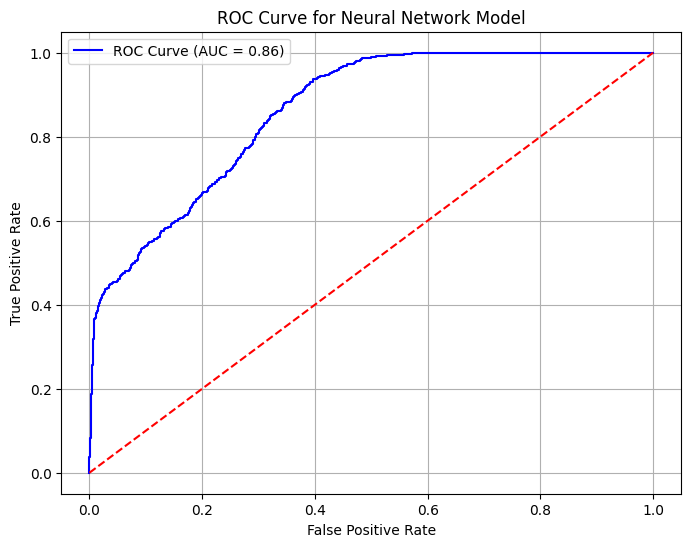 ROC Curve for Neural Network Model
ROC Curve (AUC = 0.86)
True Positive Rate
1.0
0.8
0.6
0.4
0.2
0.0
0.0 0.2 0.4 0.6 0.8 1.0
False Positive Rate